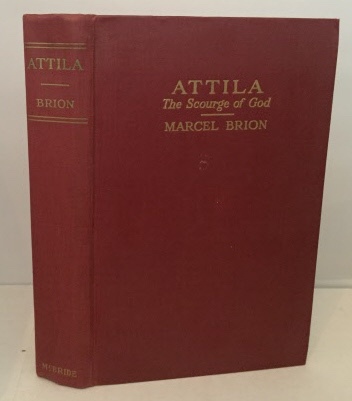 ATTILA
BRION
McBRIDE
ATTILA
The Scourge of God
MARCEL BRION